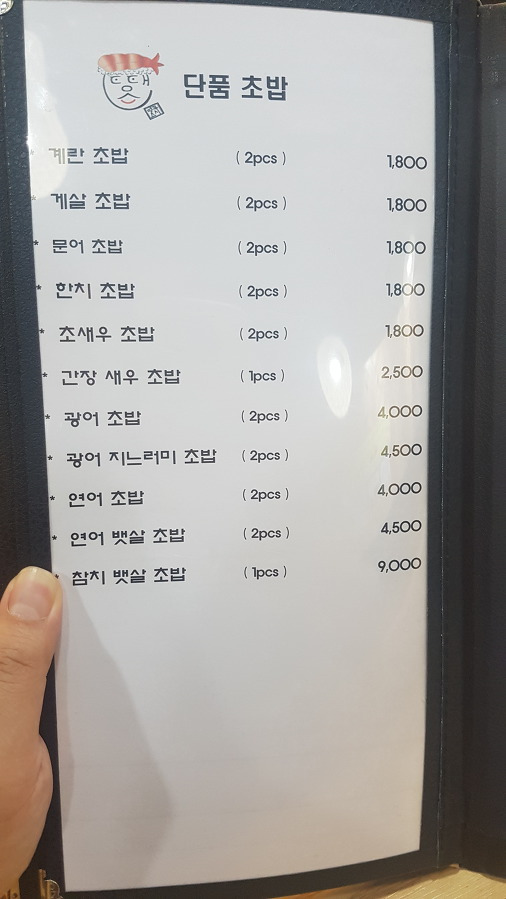 단품 초밥
* 계란 초밥 ( 2pcs ) 1,800
* 게살 초밥 ( 2pcs ) 1,800
* 문어 초밥 ( 2pcs ) 1,800
* 한치 초밥 ( 2pcs ) 1,800
* 초새우 초밥 ( 2pcs ) 1,800
* 간장 새우 초밥 ( 1pcs ) 2,500
* 광어 초밥 ( 2pcs ) 4,000
* 광어 지느러미 초밥 ( 2pcs ) 4,500
* 연어 초밥 ( 2pcs ) 4,000
* 연어 뱃살 초밥 ( 2pcs ) 4,500
* 참치 뱃살 초밥 ( 1pcs ) 9,000